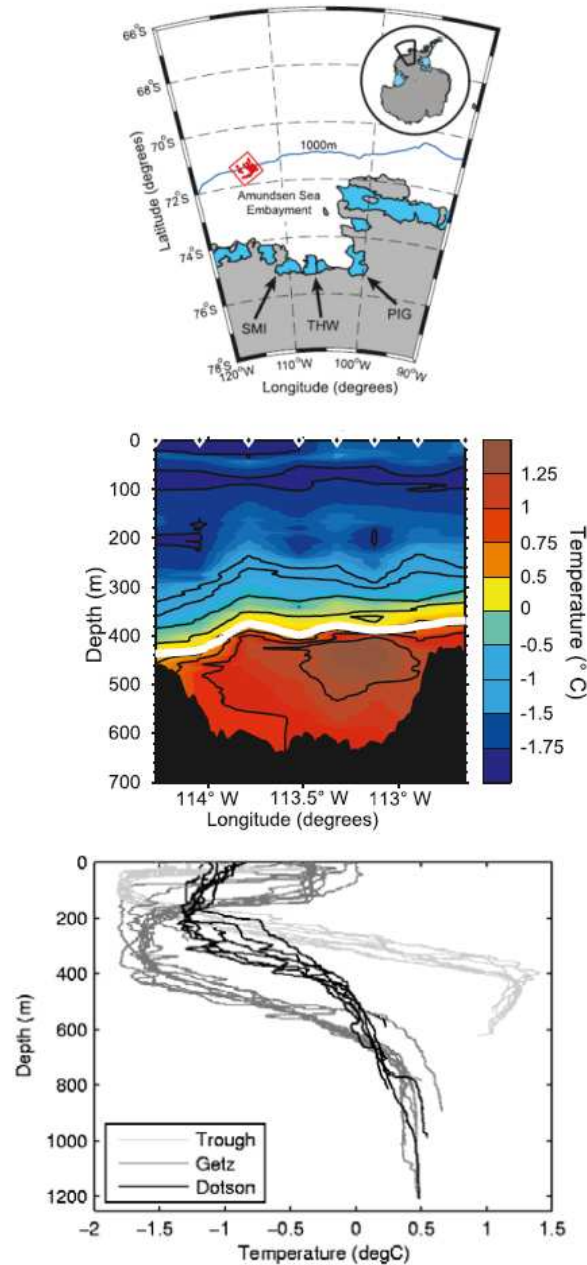 66°S
68°S
70°S
72°S
74°S
76°S
78°S
Latitude (degrees)
1000m
Amundsen Sea
Embayment
SMI
THW
PIG
120°W
110°W
100°W
90°W
Longitude (degrees)
0
100
200
300
400
500
600
700
Depth (m)
114° W
113.5° W
113° W
Longitude (degrees)
1.25
1
0.75
0.5
0
-0.5
-1
-1.5
-1.75
Temperature (° C)
0
200
400
600
800
1000
1200
Depth (m)
Trough
Getz
Dotson
-2
-1.5
-1
-0.5
0
0.5
1
1.5
Temperature (degC)